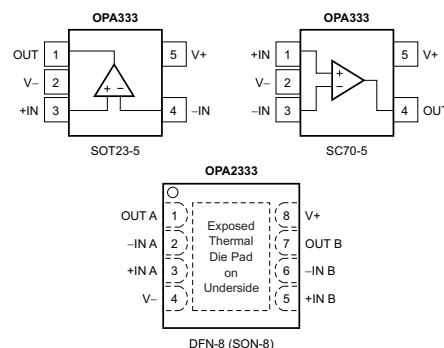 OPA333
OUT 1 5 V+
V– 2
+IN 3 4 –IN
+ –
SOT23-5
OPA333
+IN 1 5 V+
V– 2
–IN 3 4
+
–
SC70-5
OPA2333
OUT A 1 8 V+
–IN A 2 7 OUT B
+IN A 3 6 –IN B
V– 4 5 +IN B
Exposed
Thermal
Die Pad
on
Underside
DFN-8 (SON-8)